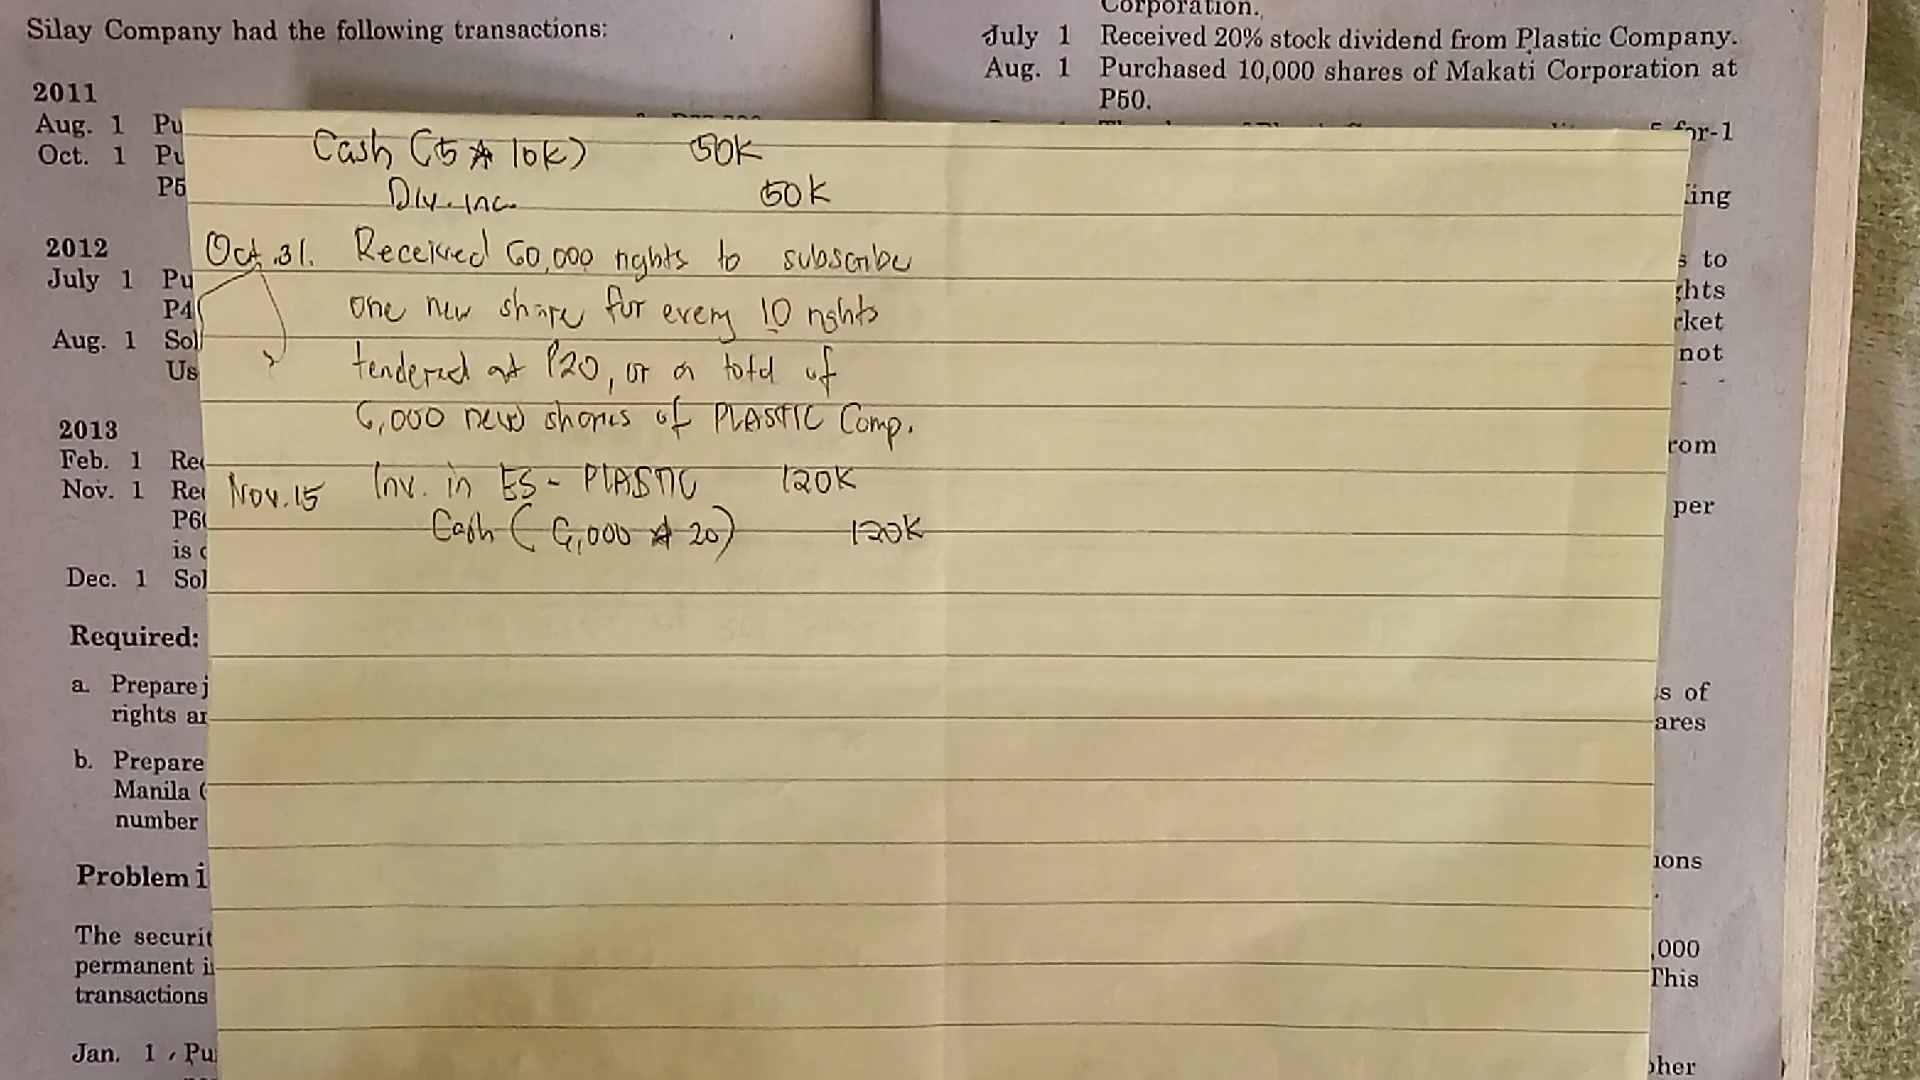 Silay Company had the following transactions:
2011
Aug. 1 Pu
Oct. 1 Pu
P5
2012
July 1 Pu
P4
Aug. 1 Sol
Us
2013
Feb. 1 Re
Nov. 1 Re
P6
is
Dec. 1 Sol
Required:
a. Prepare j
rights ar
b. Prepare
Manila (
number
Problem
The securit
permanent i
transactions
Jan. 1 Pu
Cash (5 * 10K) 50K
Div. inc. 50K
Oct. 31. Received 60,000 rights to subscribe
one new share for every 10 rights
tendered at P20, or a total of
6,000 new shares of PLASTIC Comp.
Nov. 15 Inv. in ES - PLASTIC 120K
Cash (6,000 * 20) 120K
Corporation.
July 1 Received 20% stock dividend from Plastic Company.
Aug. 1 Purchased 10,000 shares of Makati Corporation at
P50.
for-1
ing
s to
ghts
rket
not
rom
per
s of
ares
ions
,000
This